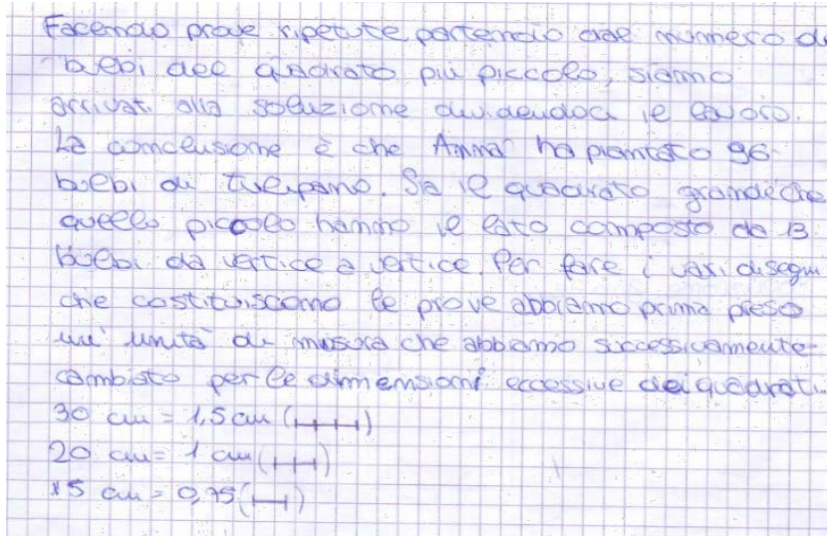 Facendo prove ripetute partendo dal numero di
bulbi del quadrato più piccolo, siamo
arrivati alla soluzione dividendoci il lavoro.
La conclusione è che Anna ha piantato 96
bulbi di tulipano. Sia il quadrato grande che
quello piccolo hanno il lato composto da 13
bulbi da vertice a vertice. Per fare i vari disegni
che costituiscono le prove abbiamo prima preso
un' unità di misura che abbiamo successivamente
cambiato per le dimensioni eccessive dei quadrati.
30 cm = 1,5 cm ()
20 cm = 1 cm ()
15 cm = 0,75 ()